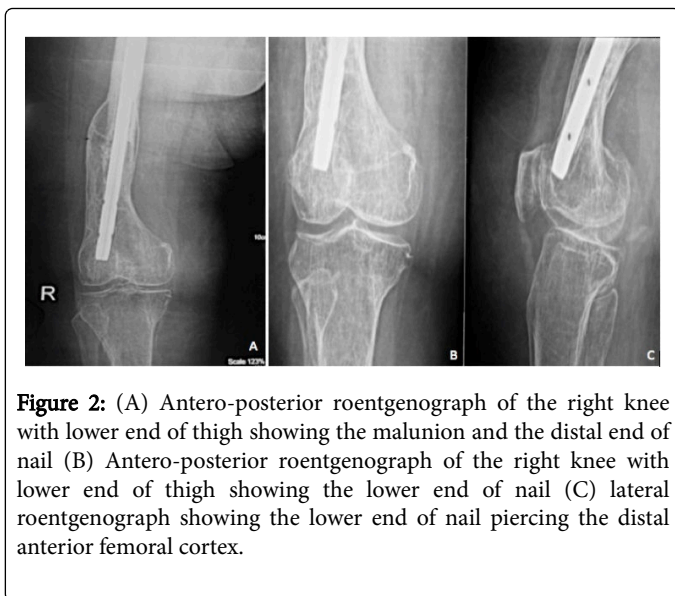 10cm
R
A
Scale 123%
B
C
Figure 2: (A) Antero-posterior roentgenograph of the right knee
with lower end of thigh showing the malunion and the distal end of
nail (B) Antero-posterior roentgenograph of the right knee with
lower end of thigh showing the lower end of nail (C) lateral
roentgenograph showing the lower end of nail piercing the distal
anterior femoral cortex.